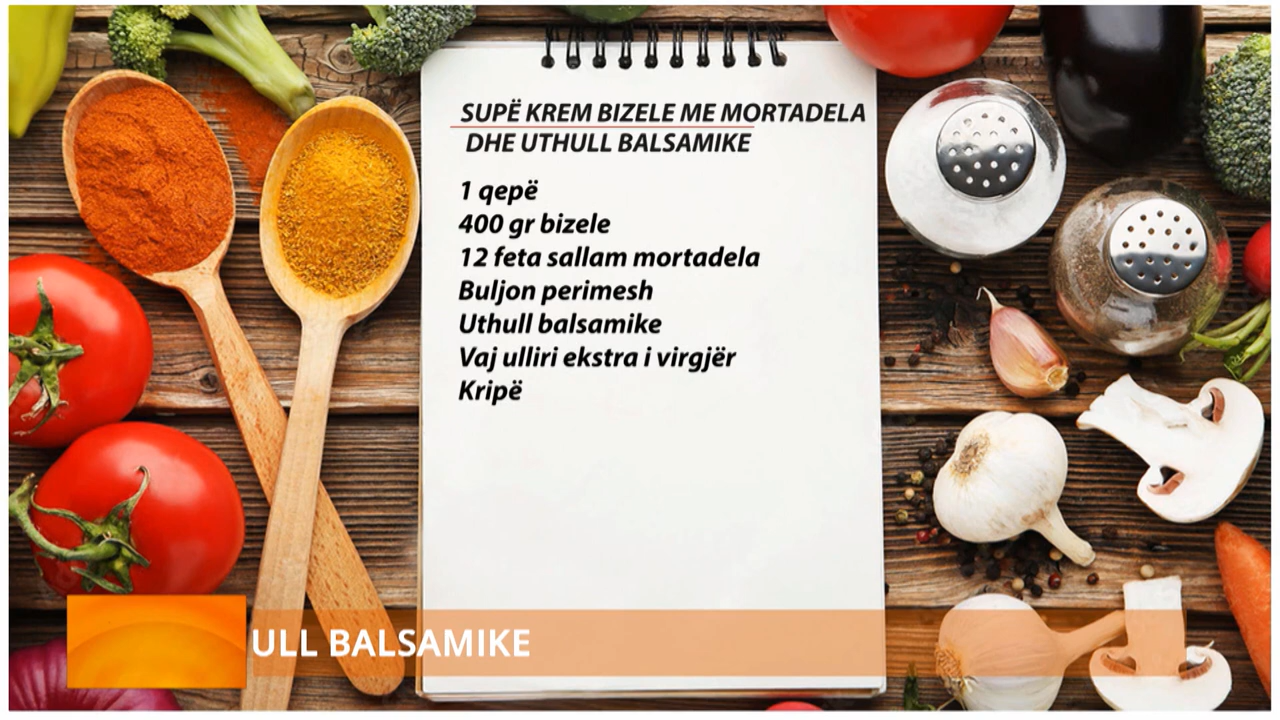 SUPË KREM BIZELE ME MORTADELA
DHE UTHULL BALSAMIKE
1 qepë
400 gr bizele
12 feta sallam mortadela
Buljon perimesh
Uthull balsamike
Vaj ulliri ekstra i virgjër
Kripë
ULL BALSAMIKE